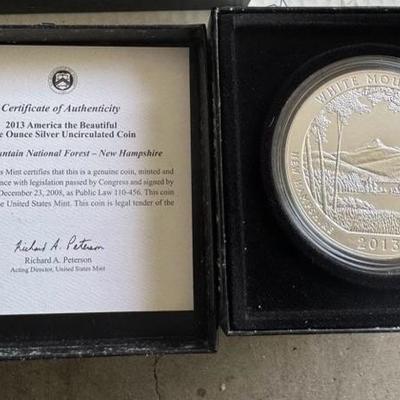 Certificate of Authenticity
2013 America the Beautiful
Ounce Silver Uncirculated Coin
National Forest – New Hampshire
Mint certifies that this is a genuine coin, minted and
with legislation passed by Congress and signed by
December 23, 2008, as Public Law 110-456. This coin
United States Mint. This coin is legal tender of the
Richard A. Peterson
Richard A. Peterson
Acting Director, United States Mint
WHITE
NEW HAMPSHIRE
2013